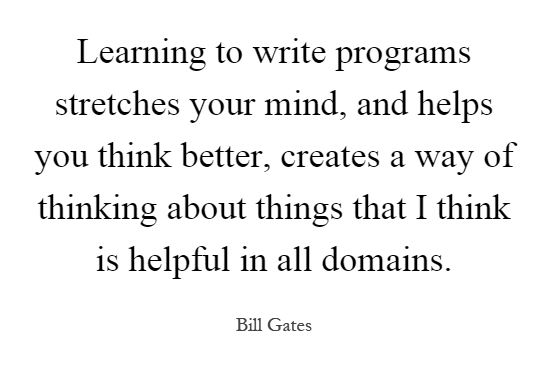 Learning to write programs
stretches your mind, and helps
you think better, creates a way of
thinking about things that I think
is helpful in all domains.
Bill Gates